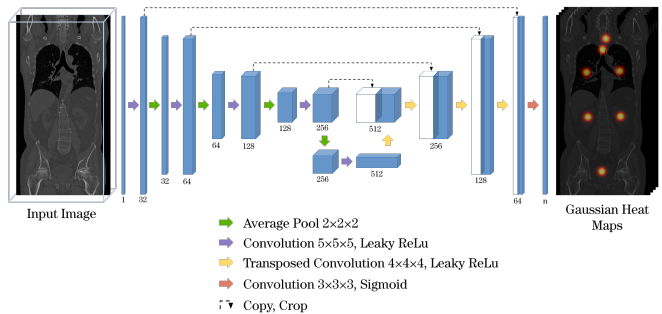 Input Image
1
32
32
64
64
128
128
256
256
512
512
256
128
64
n
Gaussian Heat
Maps
Average Pool 2×2×2
Convolution 5×5×5, Leaky ReLu
Transposed Convolution 4×4×4, Leaky ReLu
Convolution 3×3×3, Sigmoid
Copy, Crop